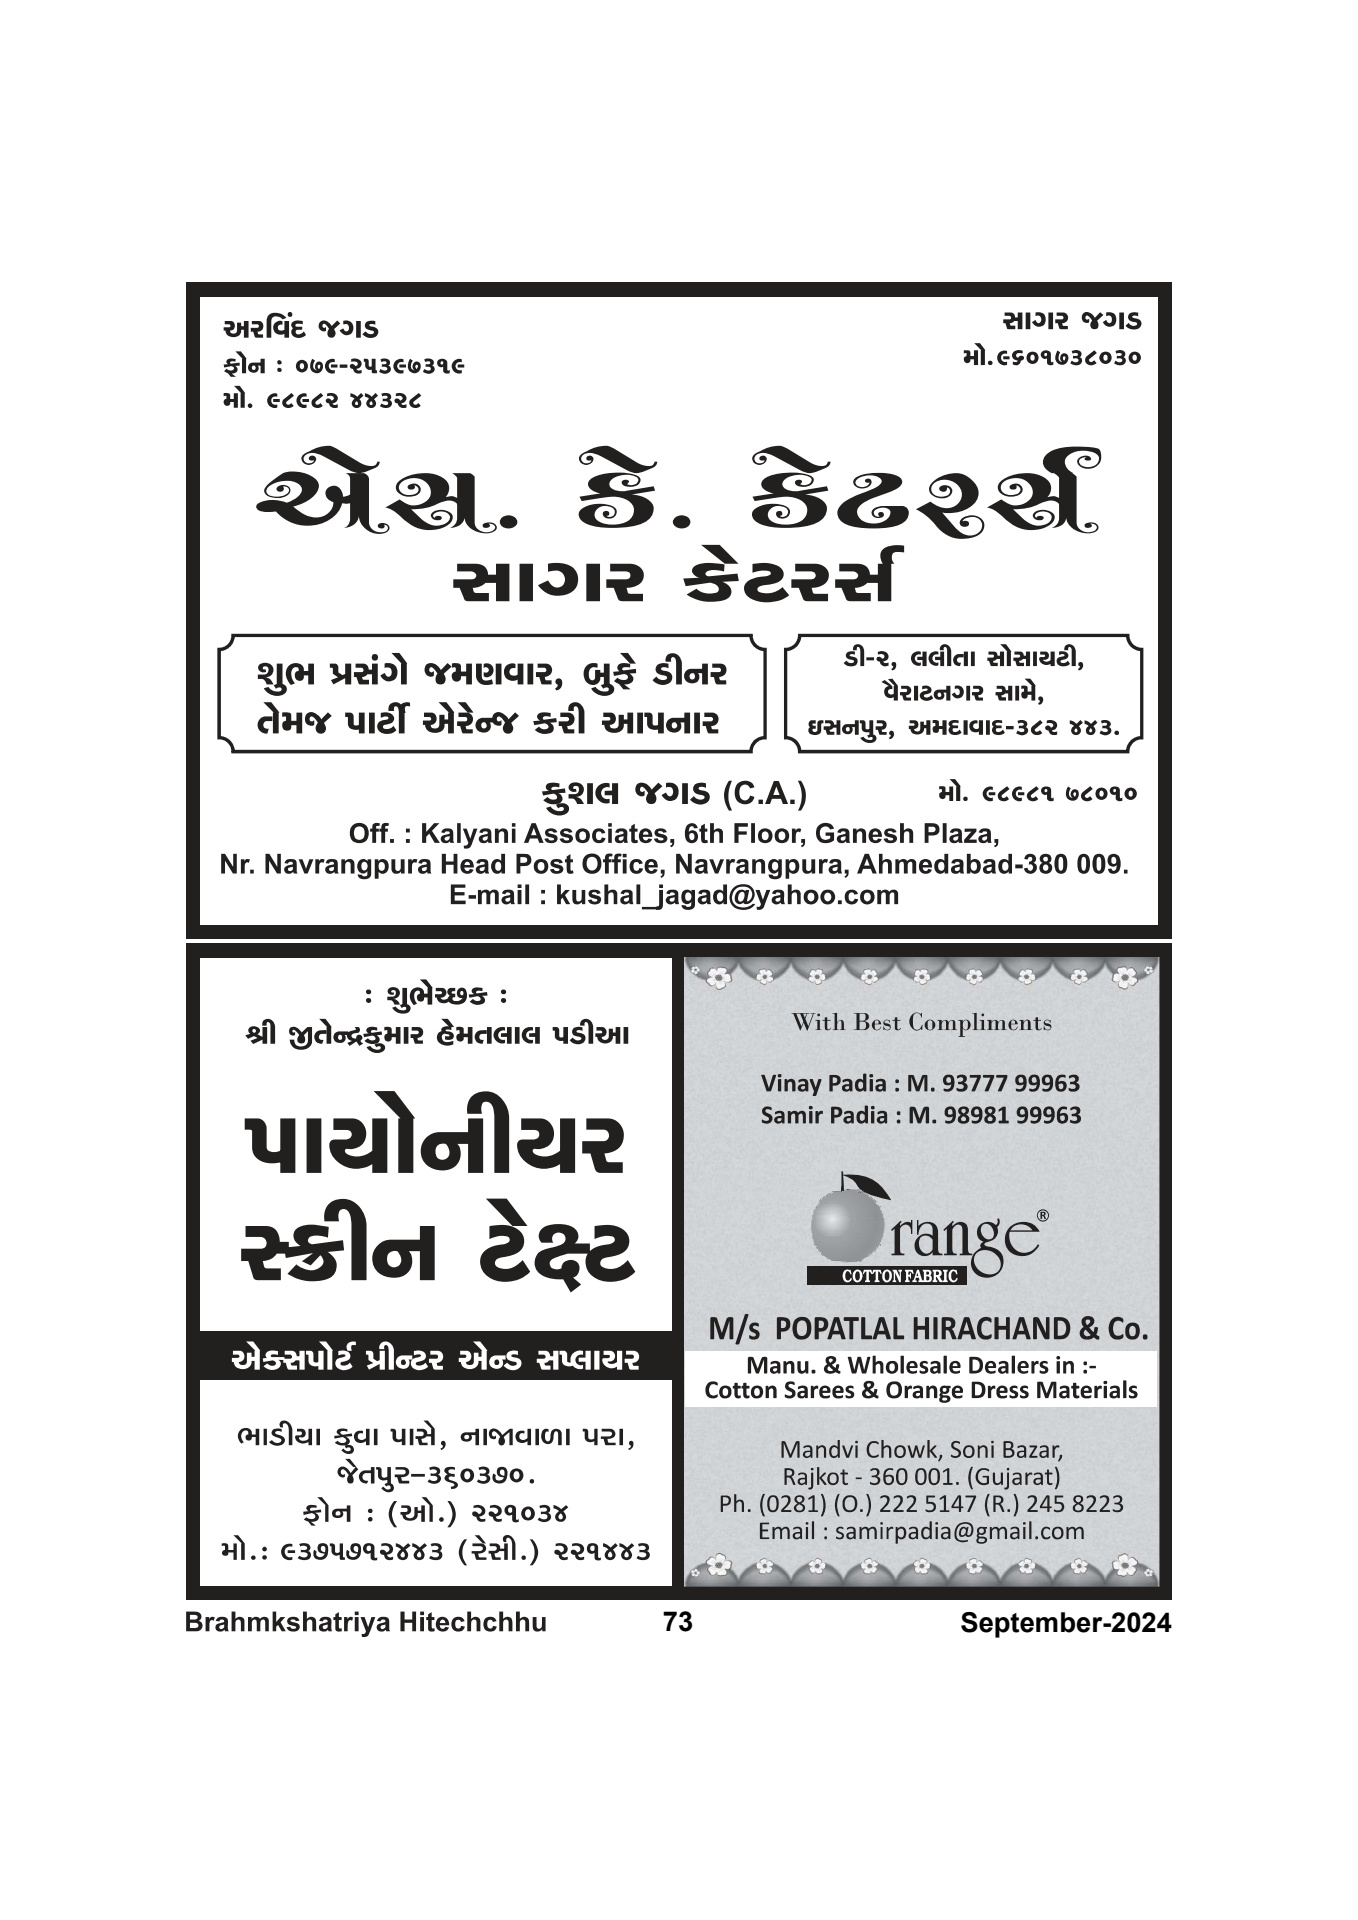 અરવિંદ જગડ
ફોન : ૦૭૯-૨૫૩૯૭૩૧૯
મો. ૯૮૯૮૨ ૪૪૩૨૮
સાગર જગડ
મો.૯૬૦૧૭૩૮૦૩૦
એસ. કે. કેટરર્સ
સાગર કેટરર્સ
શુભ પ્રસંગે જમણવાર, બુફે ડીનર
તેમજ પાર્ટી એરેન્જ કરી આપનાર
ડી-૨, લલીતા સોસાયટી,
વૈરાટનગર સામે,
ઇસનપુર, અમદાવાદ-૩૮૨ ૪૪૩.
કુશલ જગડ (C.A.) મો. ૯૮૯૮૧ ૭૮૦૧૦
Off. : Kalyani Associates, 6th Floor, Ganesh Plaza,
Nr. Navrangpura Head Post Office, Navrangpura, Ahmedabad-380 009.
E-mail : kushal_jagad@yahoo.com
: શુભેચ્છક :
શ્રી જીતેન્દ્રકુમાર હેમતલાલ પડીઆ
પાયોનીયર
સ્ક્રીન ટેક્ષ્ટ
એક્સપોર્ટ પ્રીન્ટર એન્ડ સપ્લાયર
ભાડીયા કુવા પાસે, નાજાવાળા પરા,
જેતપુર–૩૬૦૩૭૦.
ફોન : (ઓ.) ૨૨૧૦૩૪
મો.: ૯૩૭૫૭૧૨૪૪૩ (રેસી.) ૨૨૧૪૪૩
With Best Compliments
Vinay Padia : M. 93777 99963
Samir Padia : M. 98981 99963
Orange®
COTTON FABRIC
M/s POPATLAL HIRACHAND & Co.
Manu. & Wholesale Dealers in :-
Cotton Sarees & Orange Dress Materials
Mandvi Chowk, Soni Bazar,
Rajkot - 360 001. (Gujarat)
Ph. (0281) (O.) 222 5147 (R.) 245 8223
Email : samirpadia@gmail.com
Brahmkshatriya Hitechchhu 73 September-2024